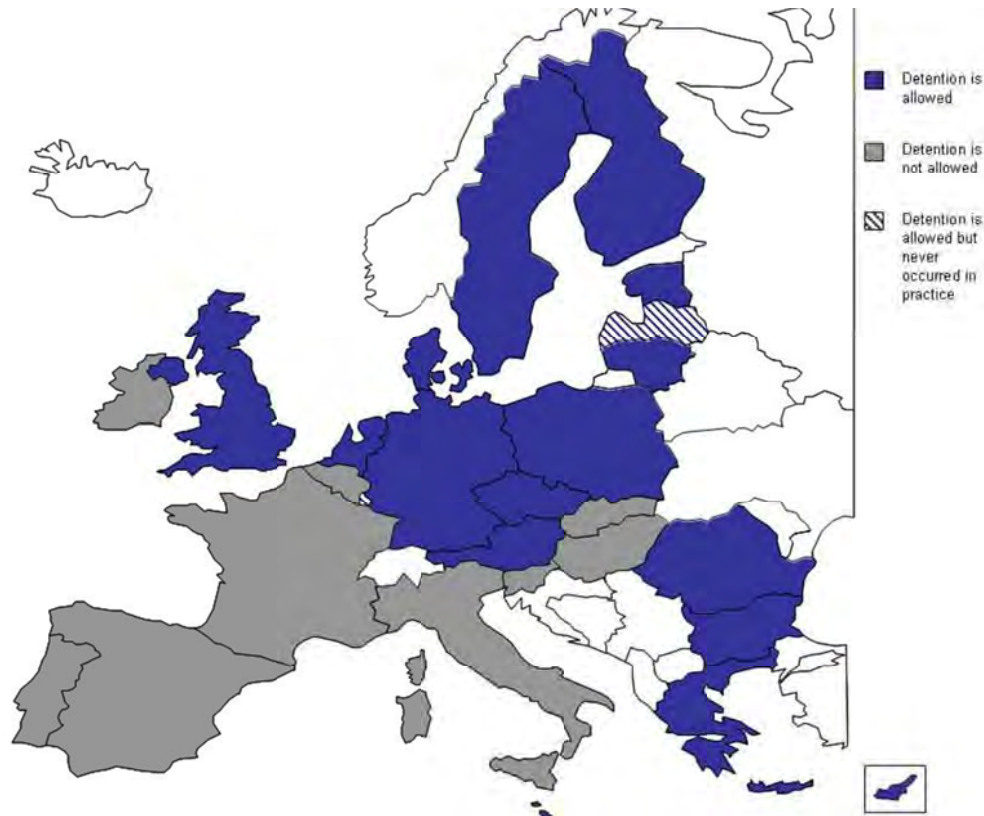 Detention is
allowed
Detention is
not allowed
Detention is
allowed but
never
occurred in
practice